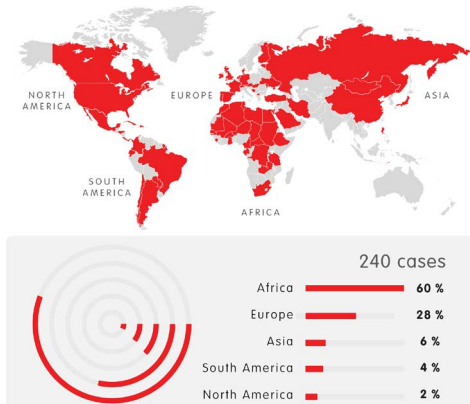 NORTH
AMERICA
EUROPE
ASIA
SOUTH
AMERICA
AFRICA
240 cases
Africa 60 %
Europe 28 %
Asia 6 %
South America 4 %
North America 2 %